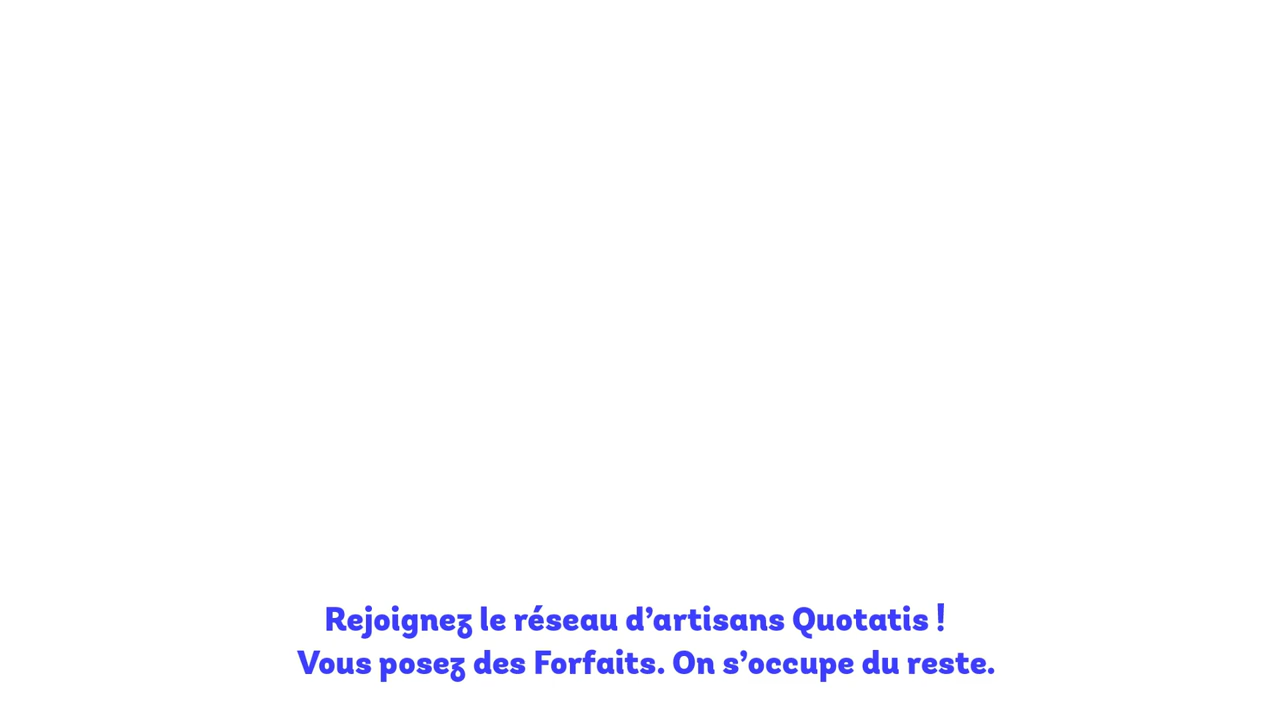 Rejoignez le réseau d’artisans Quotatis !
Vous posez des Forfaits. On s’occupe du reste.